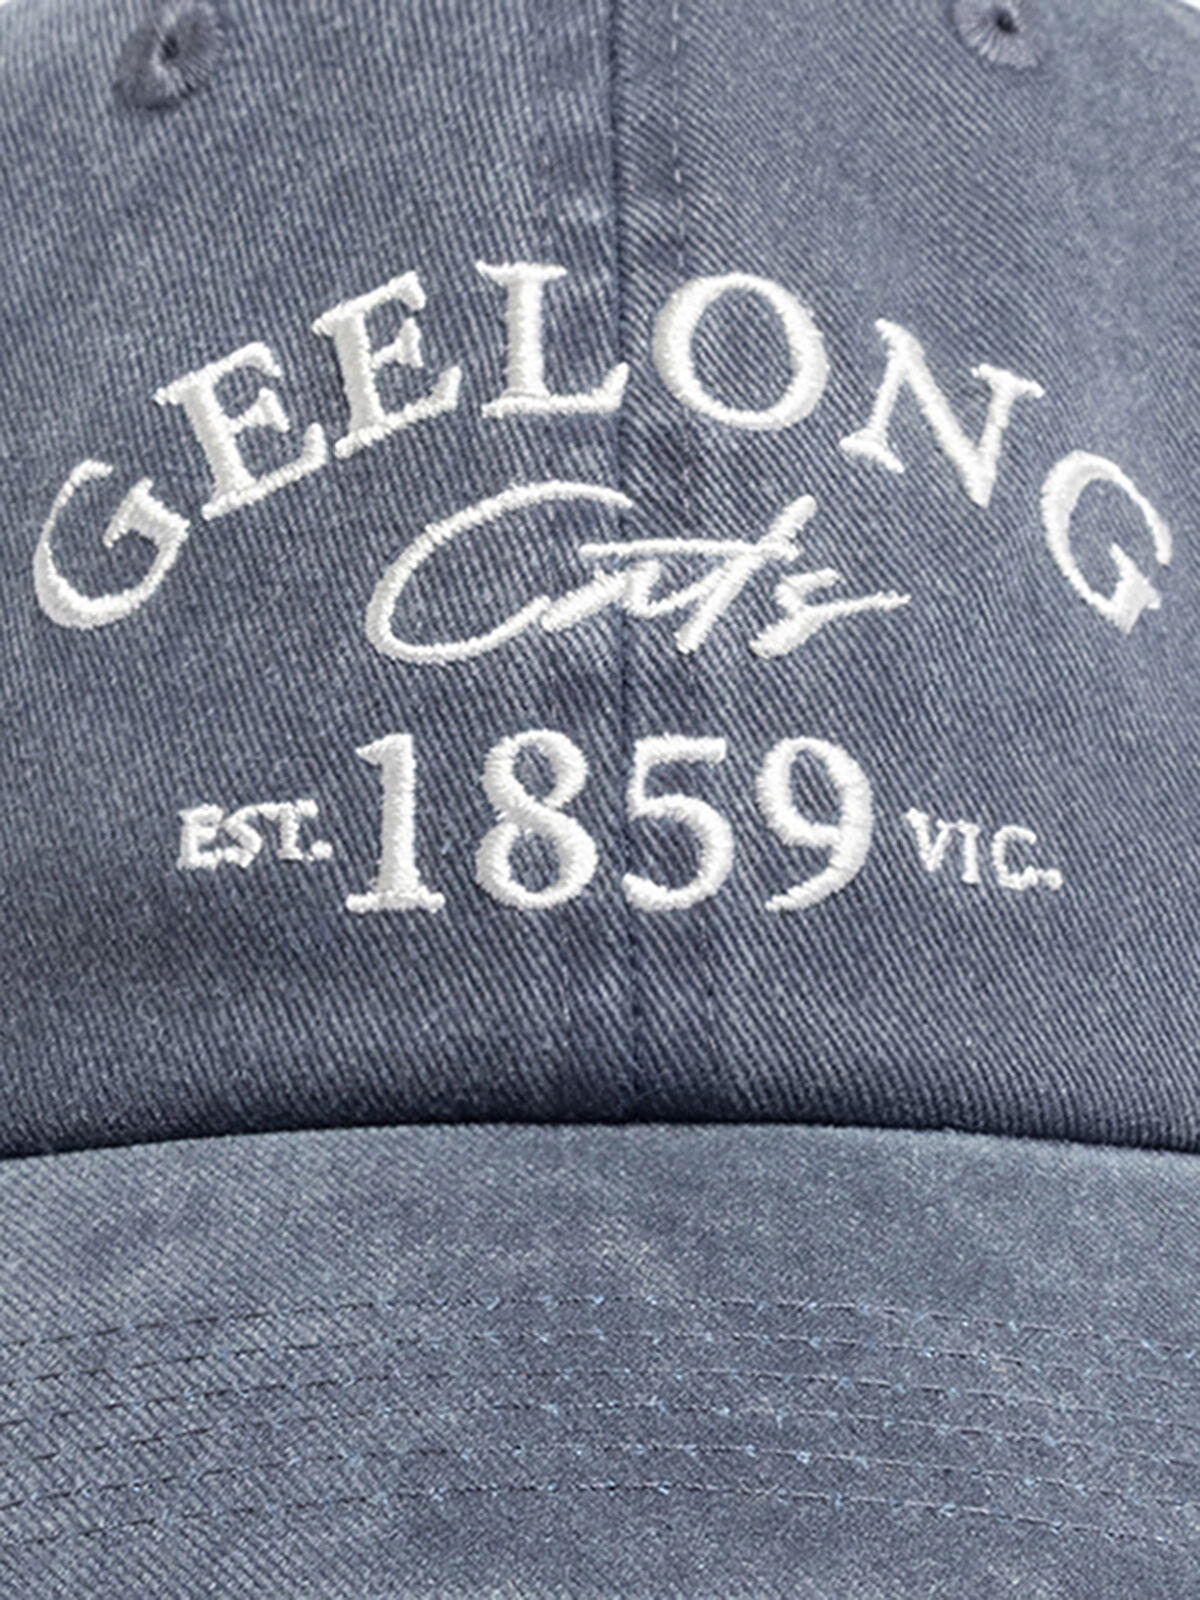 GEELONG
Cats
EST. 1859 VIC.